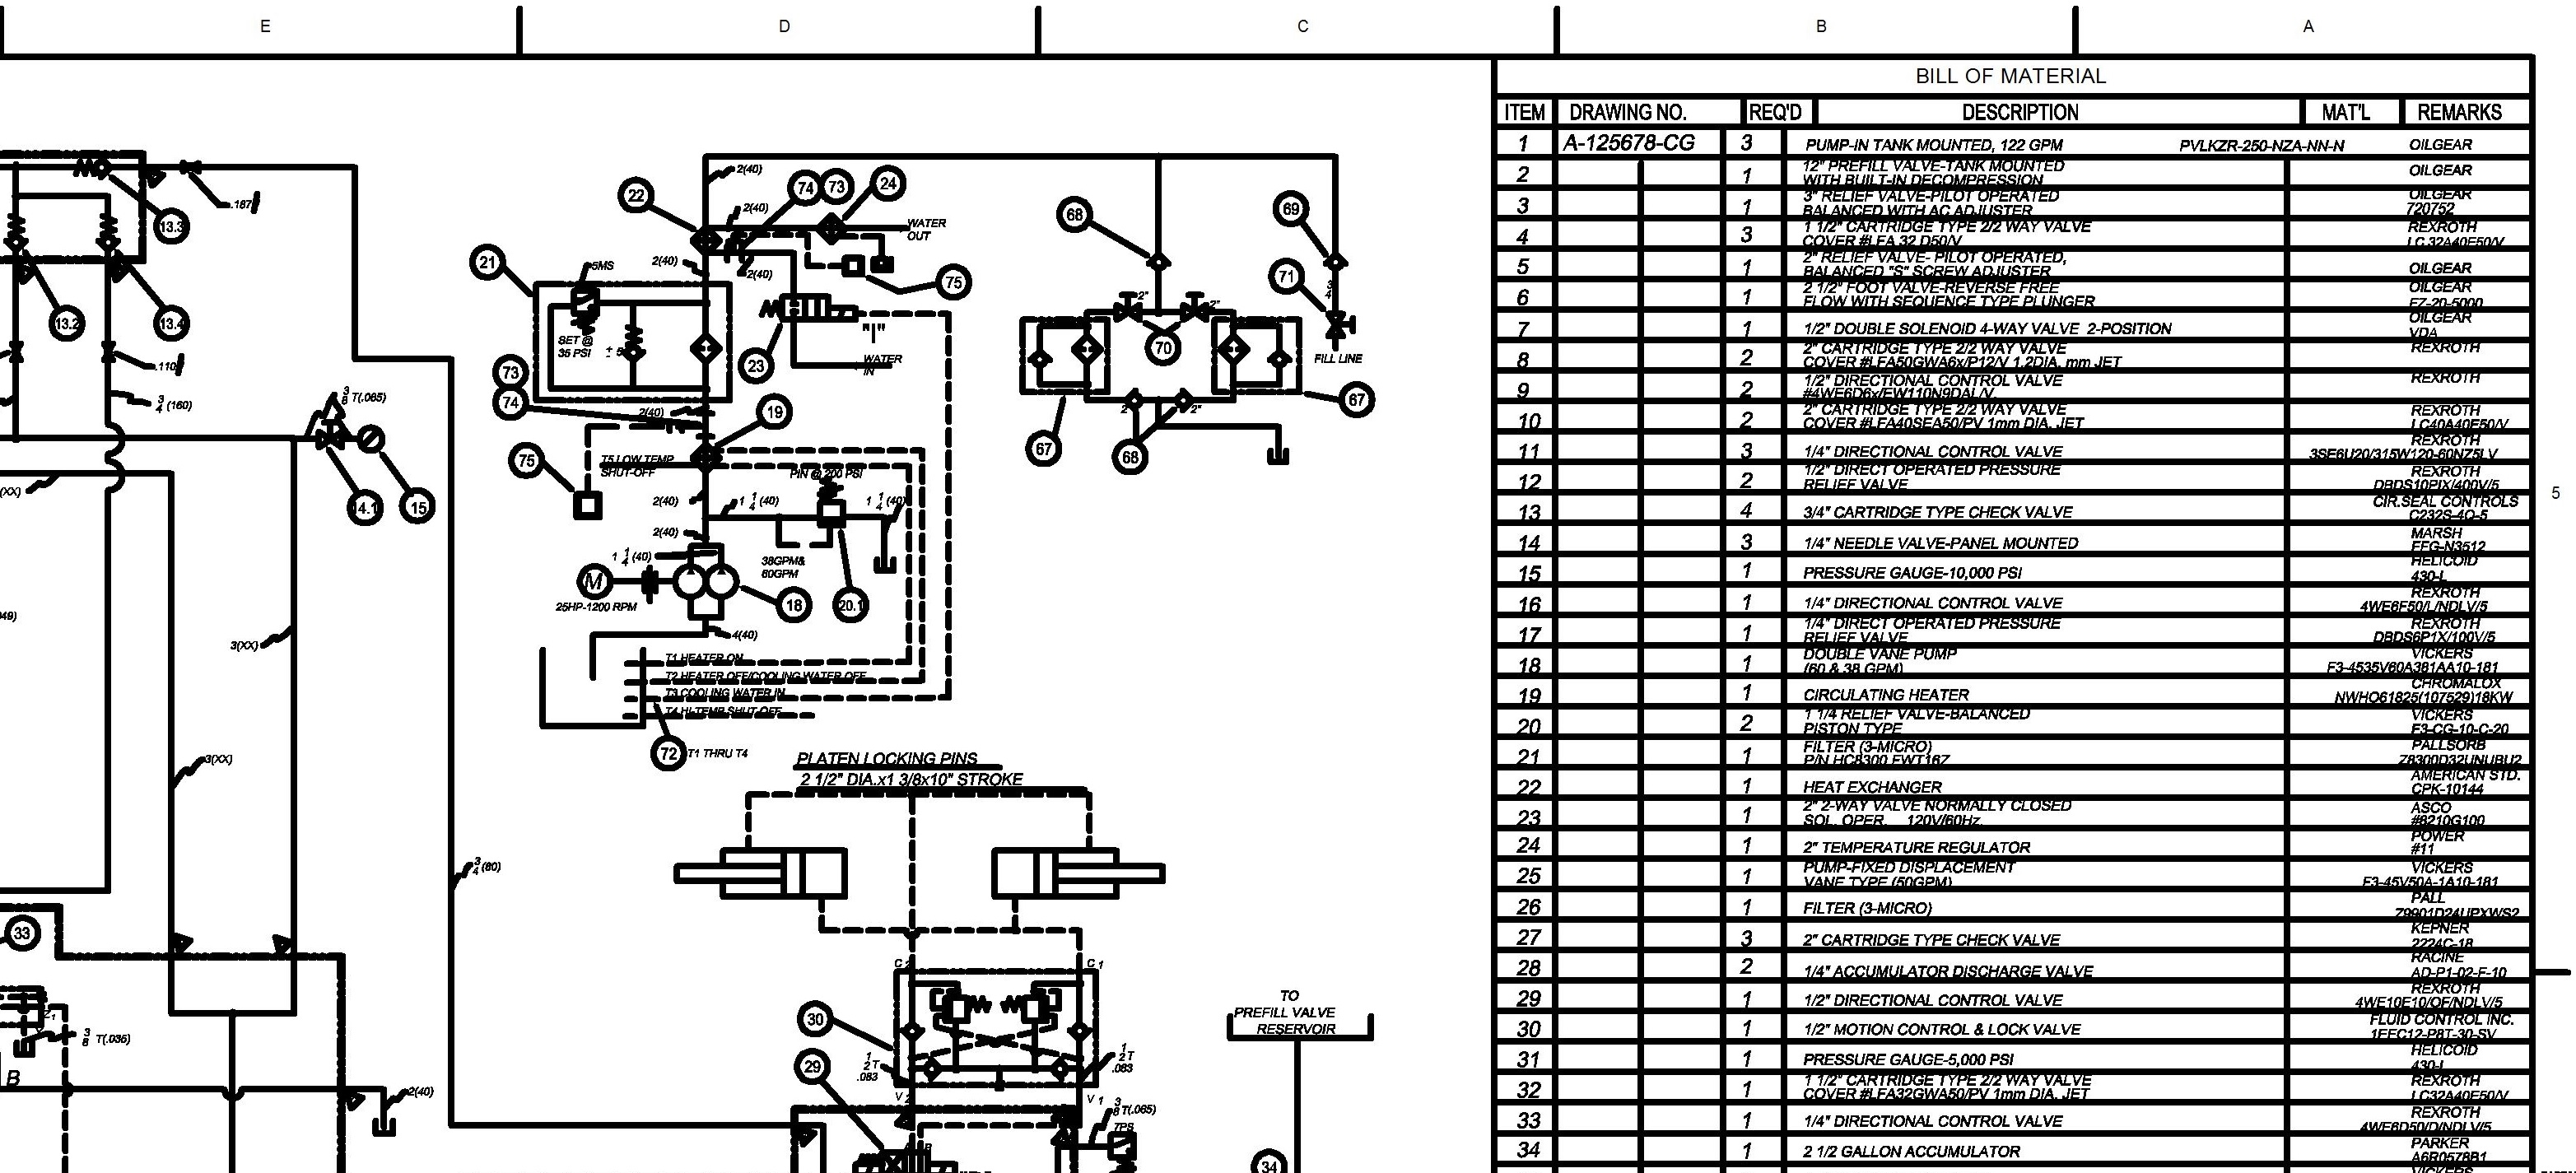 E
D
C
B
A
BILL OF MATERIAL
ITEM DRAWING NO. REQ'D DESCRIPTION MAT'L REMARKS
1 A-125678-CG 3 PUMP-IN TANK MOUNTED, 122 GPM PVLKZR-250-NZA-NN-N OILGEAR
2 1 12" PREFILL VALVE-TANK MOUNTED
WITH BUILT-IN DECOMPRESSION
OILGEAR
3 1 3" RELIEF VALVE-PILOT OPERATED
BALANCED WITH AC ADJUSTER
OILGEAR
720752
4 3 1 1/2" CARTRIDGE TYPE 2/2 WAY VALVE
COVER #LFA 32 D50/V
REXROTH
LC 32A40E50/V
5 1 2" RELIEF VALVE- PILOT OPERATED,
BALANCED "S" SCREW ADJUSTER
OILGEAR
6 1 2 1/2" FOOT VALVE-REVERSE FREE
FLOW WITH SEQUENCE TYPE PLUNGER
OILGEAR
FZ-20-5000
7 1 1/2" DOUBLE SOLENOID 4-WAY VALVE 2-POSITION
OILGEAR
VDA
8 2 2" CARTRIDGE TYPE 2/2 WAY VALVE
COVER #LFA50GWA6x/P12/V 1.2DIA. mm JET
REXROTH
9 2 1/2" DIRECTIONAL CONTROL VALVE
#4WE6D6x/EW110N9DAL/V.
REXROTH
10 2 2" CARTRIDGE TYPE 2/2 WAY VALVE
COVER #LFA40SEA50/PV 1mm DIA. JET
REXROTH
LC40A40E50/V
11 3 1/4" DIRECTIONAL CONTROL VALVE
REXROTH
3SE6U20/315W120-60NZ5LV
12 2 1/2" DIRECT OPERATED PRESSURE
RELIEF VALVE
REXROTH
DBDS10PIX/400V/5
13 4 3/4" CARTRIDGE TYPE CHECK VALVE
CIR.SEAL CONTROLS
C232S-4Q-5
14 3 1/4" NEEDLE VALVE-PANEL MOUNTED
MARSH
FFG-N3512
15 1 PRESSURE GAUGE-10,000 PSI
HELICOID
430-L
16 1 1/4" DIRECTIONAL CONTROL VALVE
REXROTH
4WE6F50/L/NDLV/5
17 1 1/4" DIRECT OPERATED PRESSURE
RELIEF VALVE
REXROTH
DBDS6P1X/100V/5
18 1 DOUBLE VANE PUMP
(60 & 38 GPM)
VICKERS
F3-4535V60A381AA10-181
19 1 CIRCULATING HEATER
CHROMALOX
NWHO61825(107529)18KW
20 2 1 1/4 RELIEF VALVE-BALANCED
PISTON TYPE
VICKERS
F3-CG-10-C-20
21 1 FILTER (3-MICRO)
P/N HC8300 FWT16Z
PALLSORB
Z8300D32UNUBU2
22 1 HEAT EXCHANGER
AMERICAN STD.
CPK-10144
23 1 2" 2-WAY VALVE NORMALLY CLOSED
SOL. OPER. 120V/60Hz.
ASCO
#8210G100
24 1 2" TEMPERATURE REGULATOR
POWER
#11
25 1 PUMP-FIXED DISPLACEMENT
VANE TYPE (50GPM)
VICKERS
F3-45V50A-1A10-181
26 1 FILTER (3-MICRO)
PALL
Z9901D24UPXWS2
27 3 2" CARTRIDGE TYPE CHECK VALVE
KEPNER
2224C-18
28 2 1/4" ACCUMULATOR DISCHARGE VALVE
RACINE
AD-P1-02-F-10
29 1 1/2" DIRECTIONAL CONTROL VALVE
REXROTH
4WE10E10/OF/NDLV/5
30 1 1/2" MOTION CONTROL & LOCK VALVE
FLUID CONTROL INC.
1EEC12-P8T-30-SV
31 1 PRESSURE GAUGE-5,000 PSI
HELICOID
430-L
32 1 1 1/2" CARTRIDGE TYPE 2/2 WAY VALVE
COVER #LFA32GWA50/PV 1mm DIA. JET
REXROTH
LC32A40E50/V
33 1 1/4" DIRECTIONAL CONTROL VALVE
REXROTH
4WE6D50/D/NDLV/5
34 1 2 1/2 GALLON ACCUMULATOR
PARKER
A6R0578B1
VICKERS
5
13.3
.187
13.2
13.4
.110
3/4 (160)
3/8 T(.065)
14.1
15
(XX)
3(XX)
3(XX)
33
3/8 T(.035)
B
2(40)
3/4 (80)
2(40)
22
74
73
24
2(40)
WATER
OUT
21
5MS
2(40)
2(40)
75
SET @
35 PSI
± 5
"I"
23
WATER
IN
73
74
2(40)
19
75
T5 LOW TEMP
SHUT-OFF
PIN @ 200 PSI
2(40)
1 1/4 (40)
1 1/4 (40)
2(40)
1 1/4 (40)
38GPM&
60GPM
M
18
20.1
25HP-1200 RPM
4(40)
T1 HEATER ON
T2 HEATER OFF/COOLING WATER OFF
T3 COOLING WATER IN
T4 HI-TEMP SHUT-OFF
72
T1 THRU T4
68
69
71
3/4
2"
2"
70
FILL LINE
2"
2"
67
68
67
PLATEN LOCKING PINS
2 1/2" DIA.x1 3/8x10" STROKE
C 2
C 1
30
1/2 T
.083
1/2 T
.083
29
V 2
V 1
3/8 T(.065)
7PS
TO
PREFILL VALVE
RESERVOIR
34